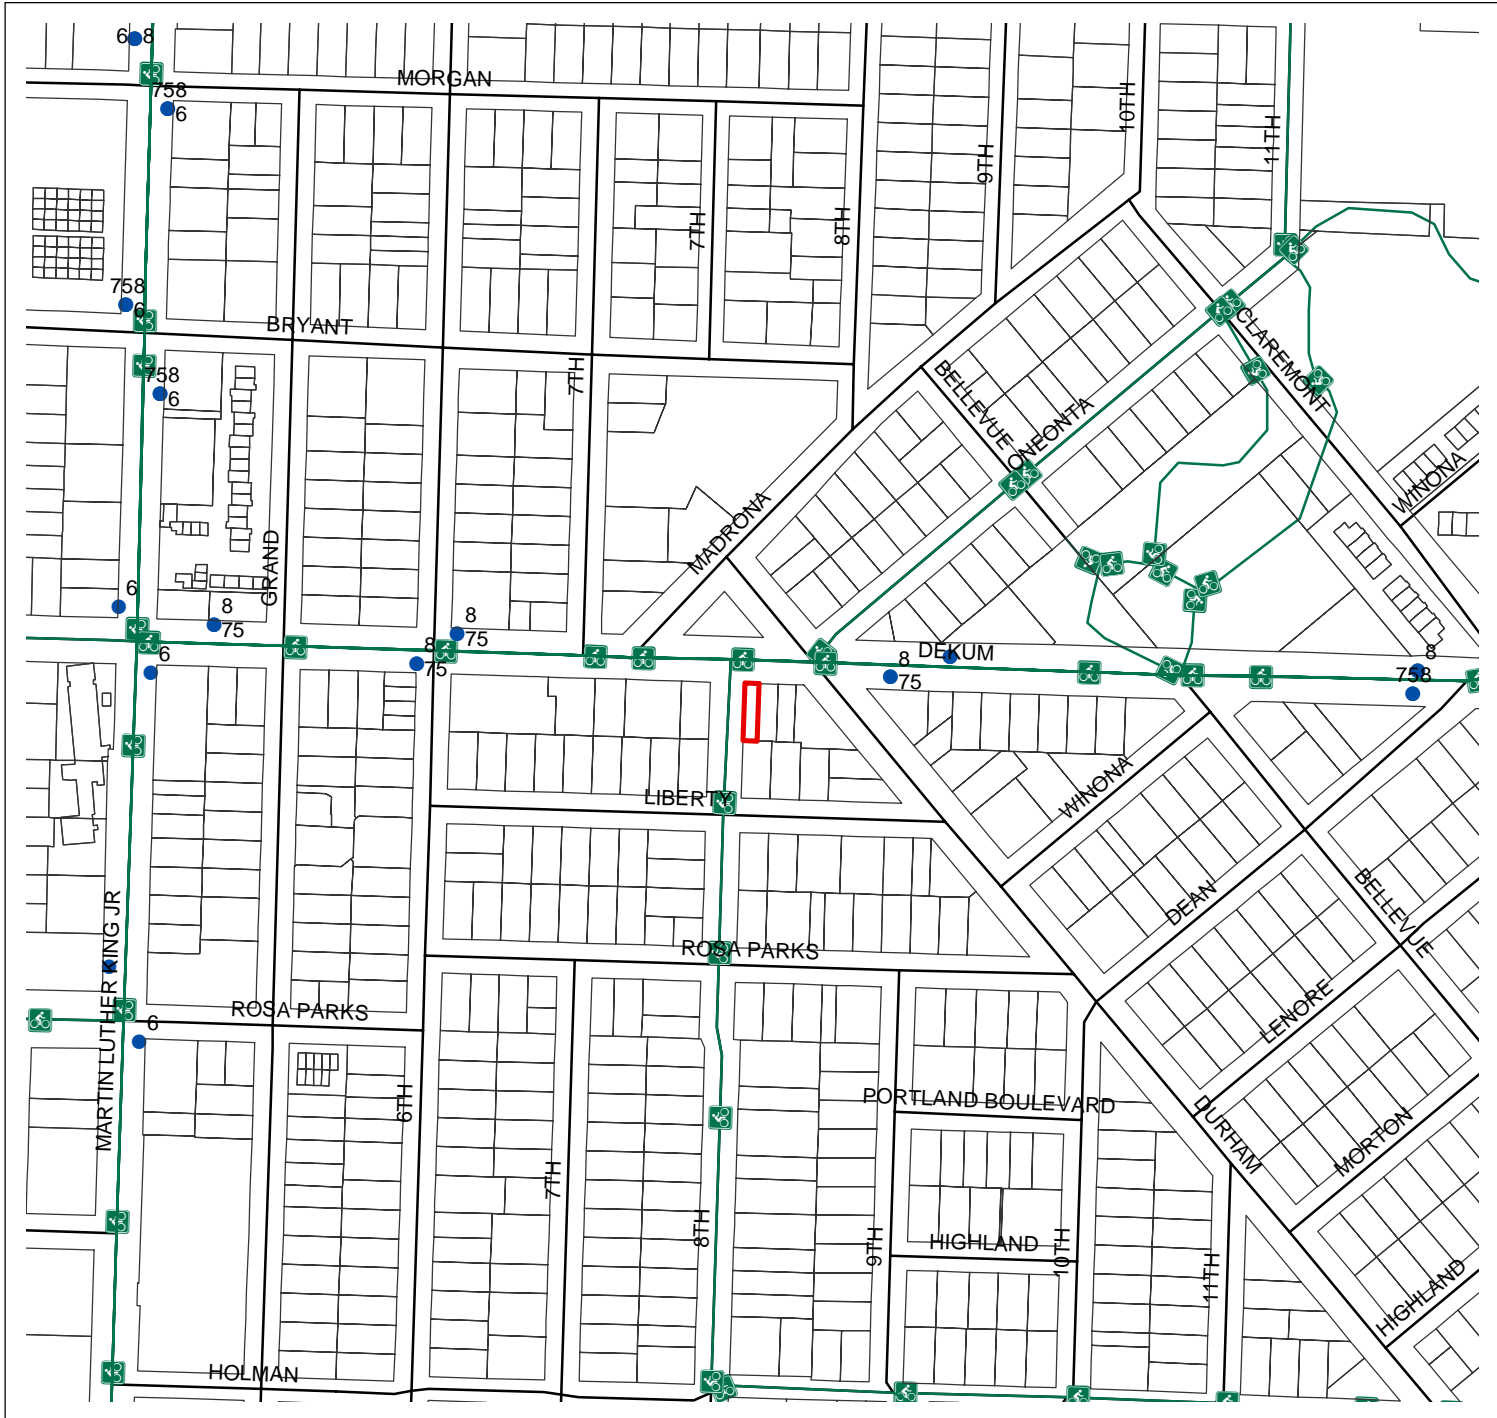 6 8
MORGAN
758
6
10TH
11TH
9TH
7TH
8TH
758
6
BRYANT
CLAREMONT
758
6
7TH
BELLEVUE
ONEONTA
WINONA
MADRONA
GRAND
6
8
75
8
75
6
8
75
8
75
DEKUM
8
758
LIBERTY
WINONA
DEAN
BELLEVUE
MARTIN LUTHER KING JR
ROSA PARKS
ROSA PARKS
LENORE
6
6TH
PORTLAND BOULEVARD
DURHAM
MORTON
7TH
8TH
9TH
HIGHLAND
10TH
11TH
HIGHLAND
HOLMAN